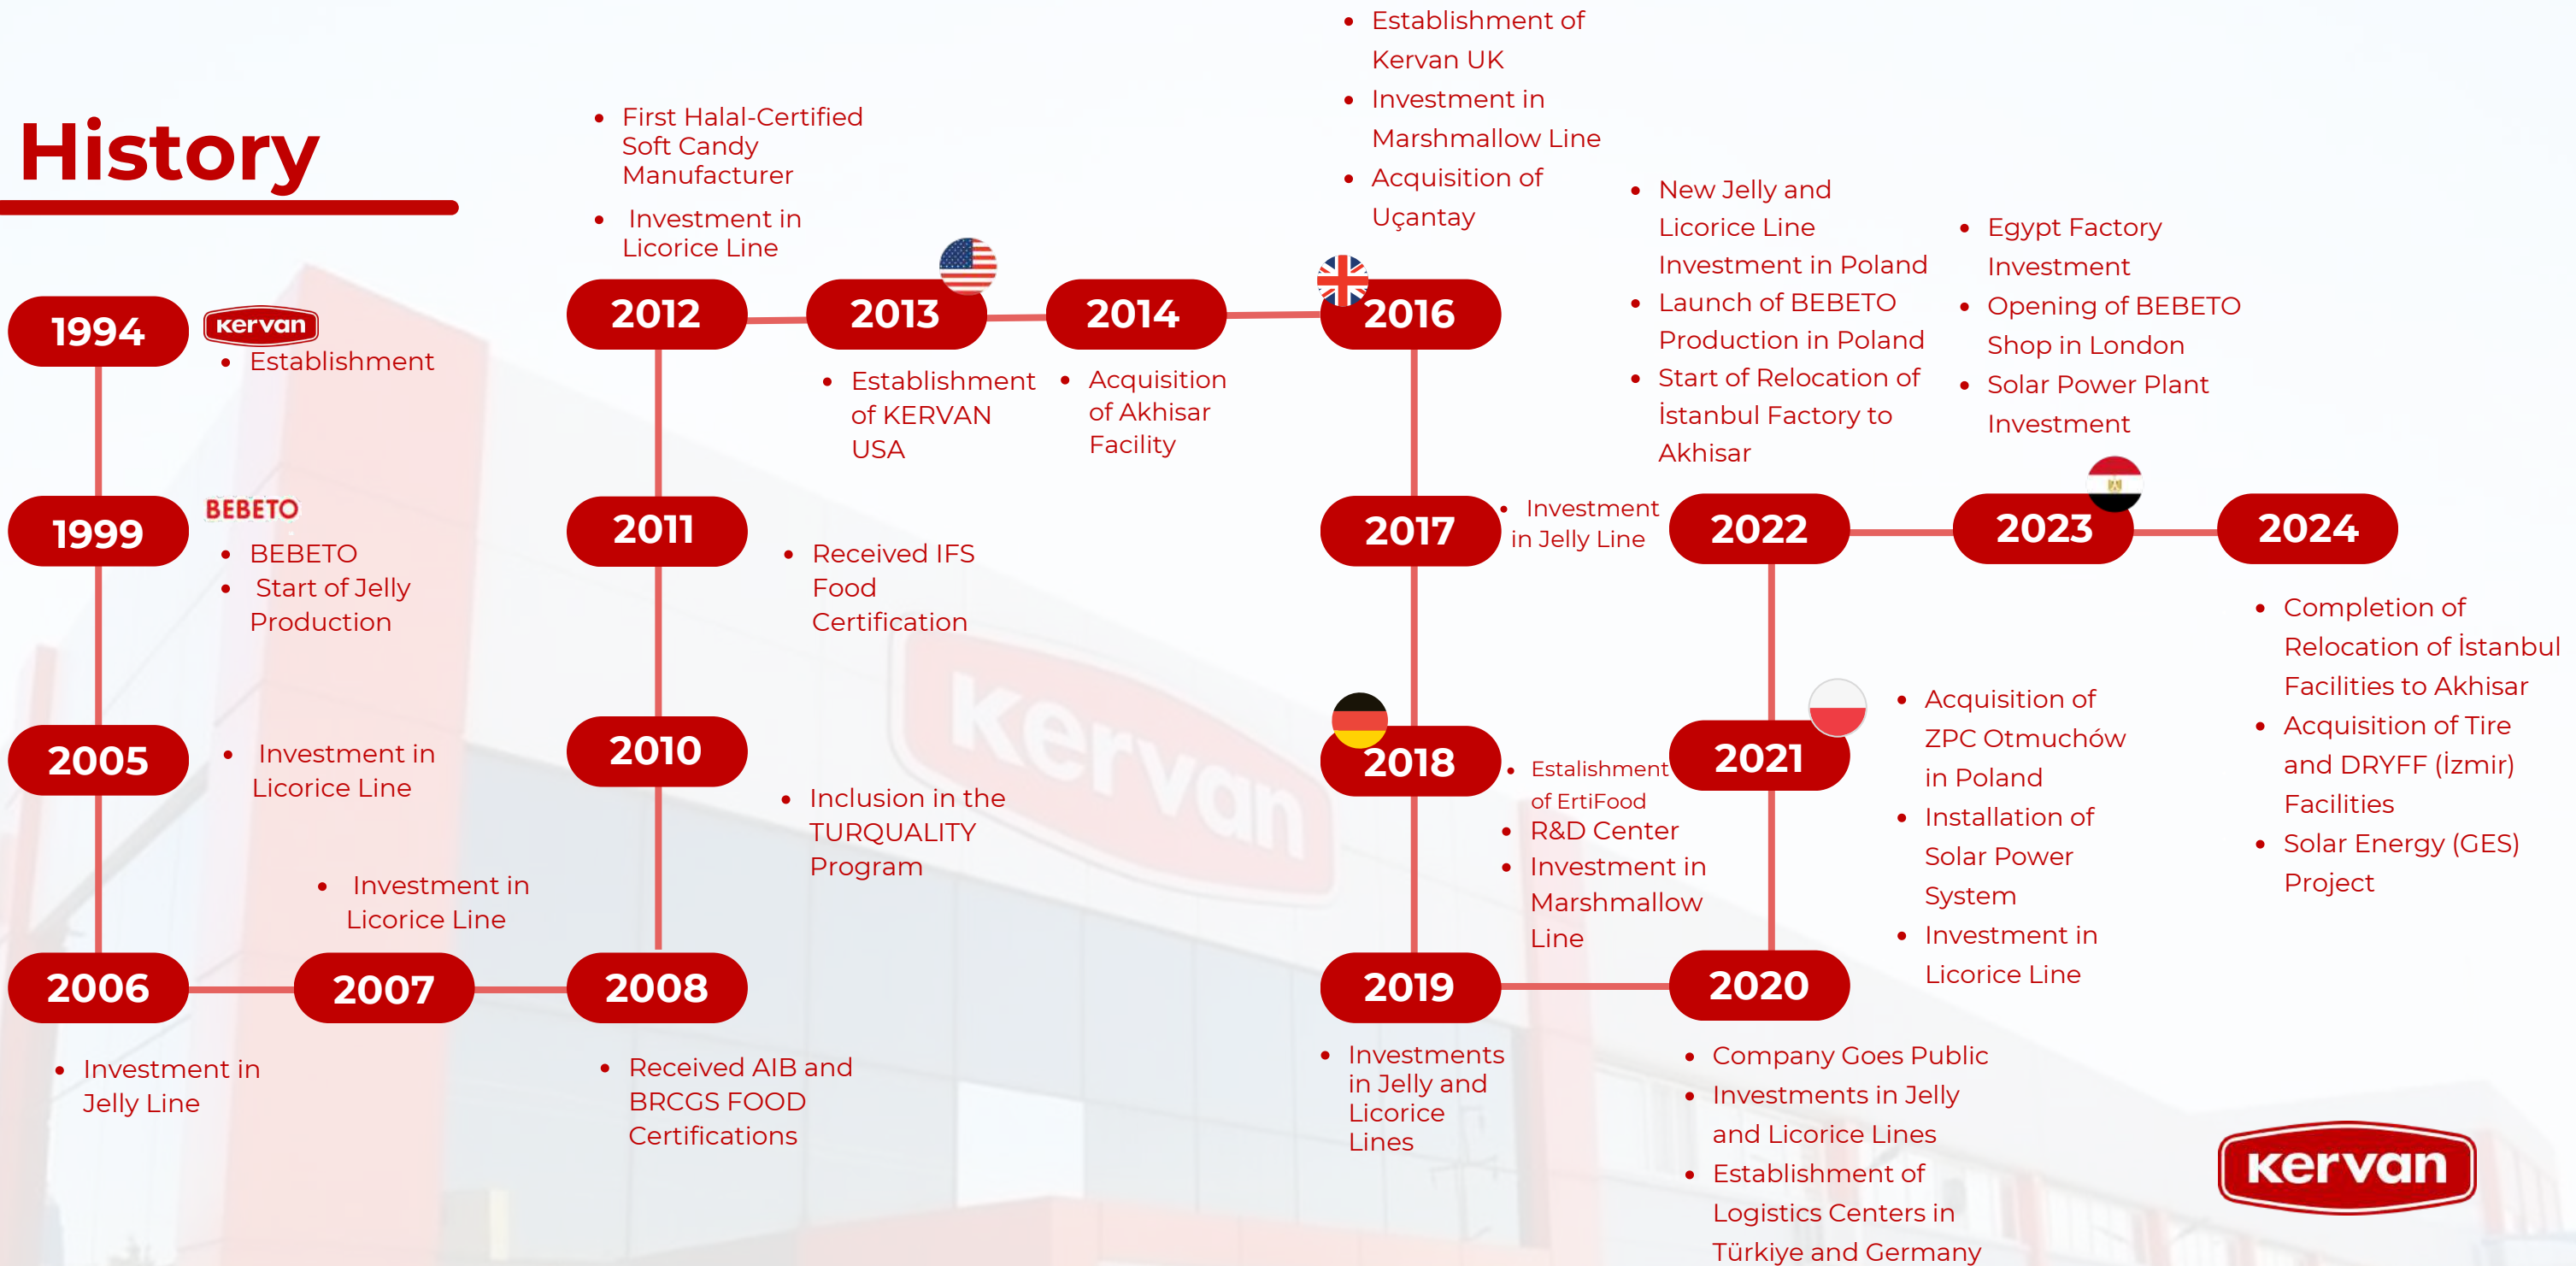 History
1994
kervan
Establishment
1999
BEBETO
BEBETO
Start of Jelly
Production
2005
Investment in
Licorice Line
2006
Investment in
Jelly Line
2007
Investment in
Licorice Line
2008
Received AIB and
BRCGS FOOD
Certifications
2010
Inclusion in the
TURQUALITY
Program
2011
Received IFS
Food
Certification
2012
First Halal-Certified
Soft Candy
Manufacturer
Investment in
Licorice Line
2013
Establishment
of KERVAN
USA
2014
Acquisition
of Akhisar
Facility
2016
Establishment of
Kervan UK
Investment in
Marshmallow Line
Acquisition of
Uçantay
2017
Investment
in Jelly Line
2018
Estalishment
of ErtiFood
R&D Center
Investment in
Marshmallow
Line
2019
Investments
in Jelly and
Licorice
Lines
2020
Company Goes Public
Investments in Jelly
and Licorice Lines
Establishment of
Logistics Centers in
Türkiye and Germany
2021
Acquisition of
ZPC Otmuchów
in Poland
Installation of
Solar Power
System
Investment in
Licorice Line
2022
New Jelly and
Licorice Line
Investment in Poland
Launch of BEBETO
Production in Poland
Start of Relocation of
İstanbul Factory to
Akhisar
2023
Egypt Factory
Investment
Opening of BEBETO
Shop in London
Solar Power Plant
Investment
2024
Completion of
Relocation of İstanbul
Facilities to Akhisar
Acquisition of Tire
and DRYFF (İzmir)
Facilities
Solar Energy (GES)
Project
kervan
kervan